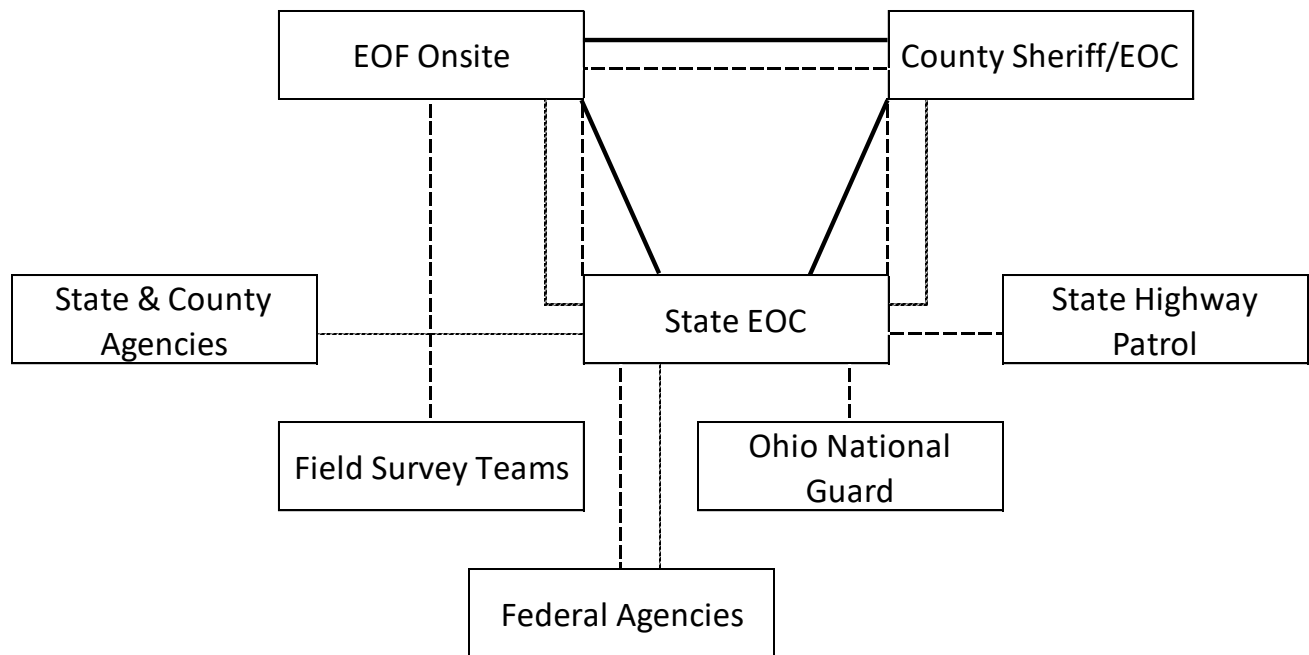 EOF Onsite
County Sheriff/EOC
State & County
Agencies
State EOC
State Highway
Patrol
Field Survey Teams
Ohio National
Guard
Federal Agencies